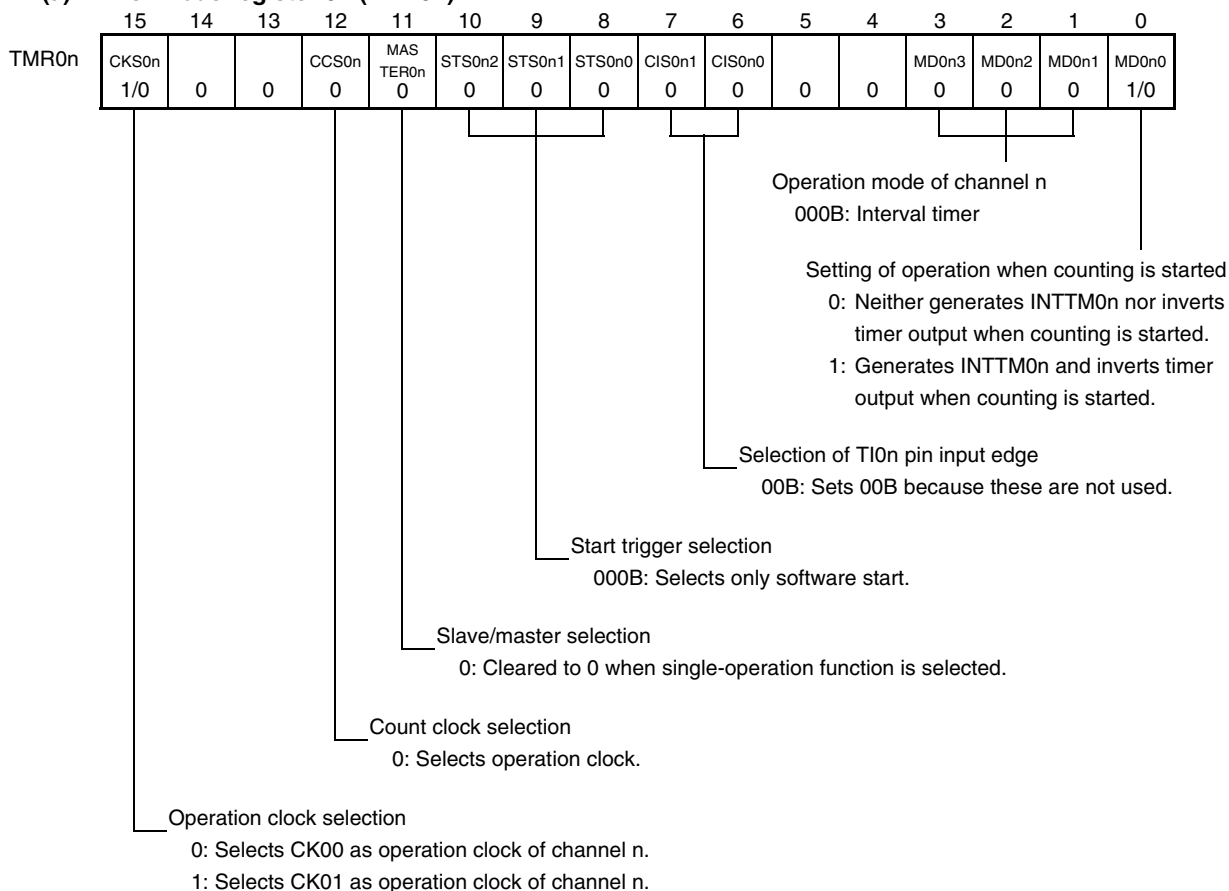 15 14 13 12 11 10 9 8 7 6 5 4 3 2 1 0
TMR0n CKS0n CCS0n MAS TER0n STS0n2 STS0n1 STS0n0 CIS0n1 CIS0n0 MD0n3 MD0n2 MD0n1 MD0n0
1/0 0 0 0 0 0 0 0 0 0 0 0 0 0 0 1/0
Operation mode of channel n
000B: Interval timer
Setting of operation when counting is started
0: Neither generates INTTM0n nor inverts
timer output when counting is started.
1: Generates INTTM0n and inverts timer
output when counting is started.
Selection of TI0n pin input edge
00B: Sets 00B because these are not used.
Start trigger selection
000B: Selects only software start.
Slave/master selection
0: Cleared to 0 when single-operation function is selected.
Count clock selection
0: Selects operation clock.
Operation clock selection
0: Selects CK00 as operation clock of channel n.
1: Selects CK01 as operation clock of channel n.